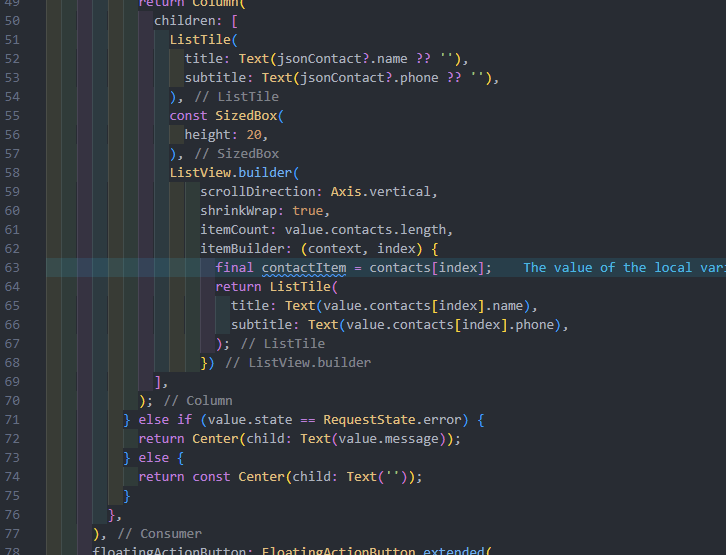 49 return Column(
50 children: [
51 ListTile(
52 title: Text(jsonContact?.name ?? ''),
53 subtitle: Text(jsonContact?.phone ?? ''),
54 ), // ListTile
55 const SizedBox(
56 height: 20,
57 ), // SizedBox
58 ListView.builder(
59 scrollDirection: Axis.vertical,
60 shrinkWrap: true,
61 itemCount: value.contacts.length,
62 itemBuilder: (context, index) {
63 final contactItem = contacts[index]; The value of the local vari
64 return ListTile(
65 title: Text(value.contacts[index].name),
66 subtitle: Text(value.contacts[index].phone),
67 ); // ListTile
68 }) // ListView.builder
69 ],
70 ); // Column
71 } else if (value.state == RequestState.error) {
72 return Center(child: Text(value.message));
73 } else {
74 return const Center(child: Text(''));
75 }
76 },
77 ), // Consumer
78 floatingActionButton: FloatingActionButton.extended(